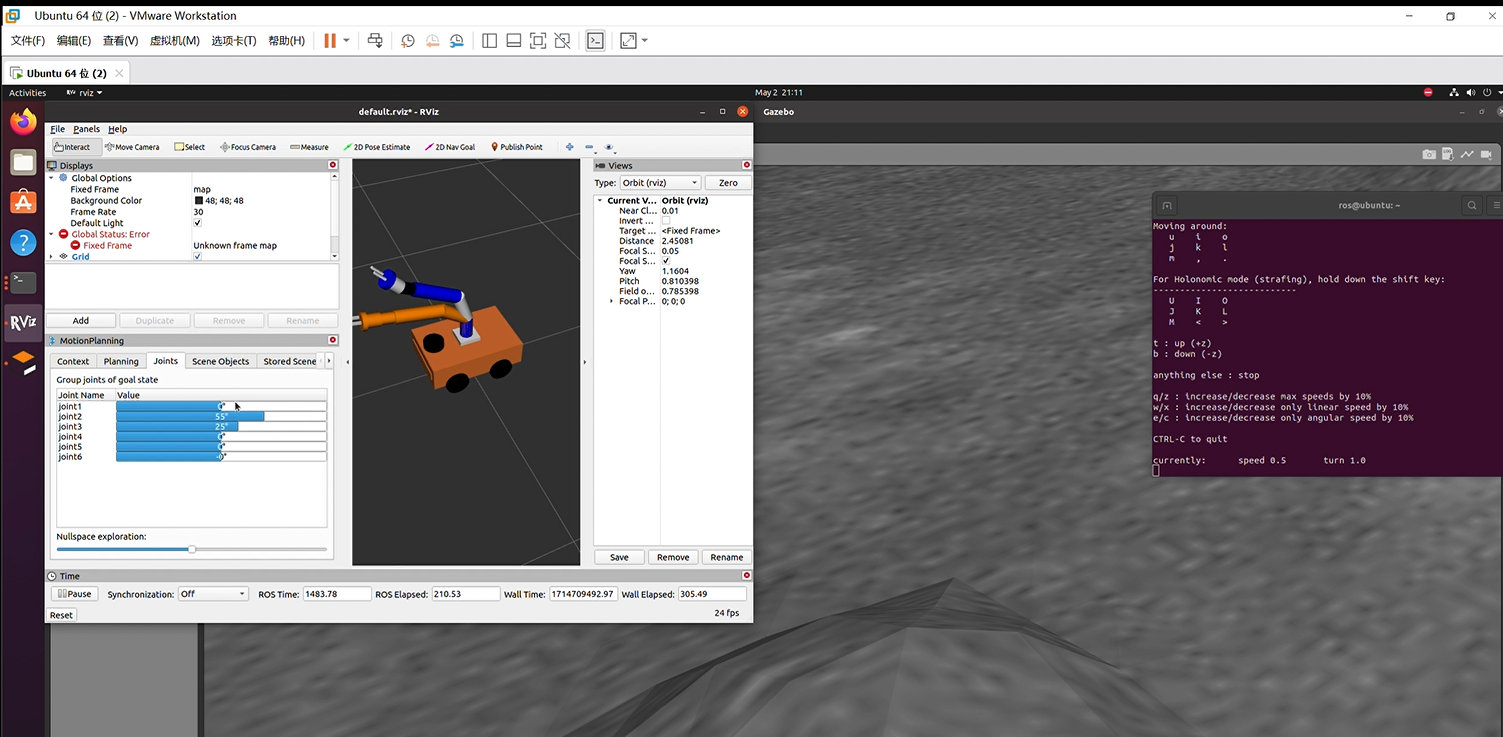 Ubuntu 64 位 (2) - VMware Workstation
文件(F) 编辑(E) 查看(V) 虚拟机(M) 选项卡(T) 帮助(H)
Ubuntu 64 位 (2)
Activities rviz May 2 21:11
default.rviz* - RViz
Gazebo
File Panels Help
Interact Move Camera Select Focus Camera Measure 2D Pose Estimate 2D Nav Goal Publish Point
Displays
Global Options
Fixed Frame map
Background Color 48; 48; 48
Frame Rate 30
Default Light
Global Status: Error
Fixed Frame Unknown frame map
Grid
Add Duplicate Remove Rename
MotionPlanning
Context Planning Joints Scene Objects Stored Scene
Group joints of goal state
Joint Name Value
joint1
joint2 55°
joint3 25°
joint4
joint5
joint6
Nullspace exploration:
Views
Type: Orbit (rviz) Zero
Current V... Orbit (rviz)
Near Cl... 0.01
Invert ...
Target ... <Fixed Frame>
Distance 2.45081
Focal S... 0.05
Focal S...
Yaw 1.1604
Pitch 0.810398
Field o... 0.785398
Focal P... 0; 0; 0
Save Remove Rename
Time
Pause Synchronization: Off ROS Time: 1483.78 ROS Elapsed: 210.53 Wall Time: 1714709492.97 Wall Elapsed: 305.49
Reset 24 fps
RViz
ros@ubuntu: ~
Moving around:
u i o
j k l
m , .
For Holonomic mode (strafing), hold down the shift key:
---------------------------
U I O
J K L
M < >
t : up (+z)
b : down (-z)
anything else : stop
q/z : increase/decrease max speeds by 10%
w/x : increase/decrease only linear speed by 10%
e/c : increase/decrease only angular speed by 10%
CTRL-C to quit
currently: speed 0.5 turn 1.0